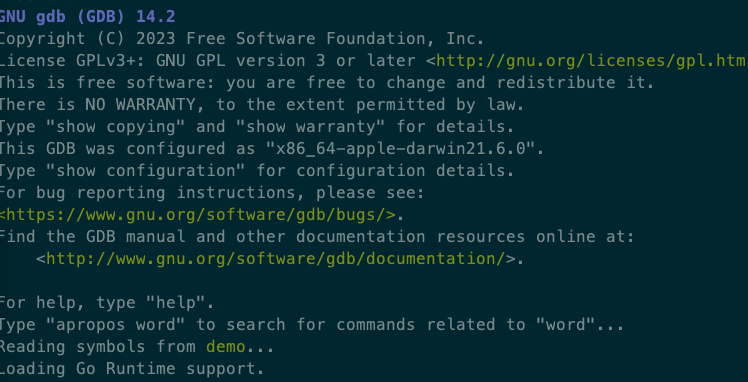 GNU gdb (GDB) 14.2
Copyright (C) 2023 Free Software Foundation, Inc.
License GPLv3+: GNU GPL version 3 or later <http://gnu.org/licenses/gpl.htm
This is free software: you are free to change and redistribute it.
There is NO WARRANTY, to the extent permitted by law.
Type "show copying" and "show warranty" for details.
This GDB was configured as "x86_64-apple-darwin21.6.0".
Type "show configuration" for configuration details.
For bug reporting instructions, please see:
<https://www.gnu.org/software/gdb/bugs/>.
Find the GDB manual and other documentation resources online at:
    <http://www.gnu.org/software/gdb/documentation/>.

For help, type "help".
Type "apropos word" to search for commands related to "word"...
Reading symbols from demo...
Loading Go Runtime support.